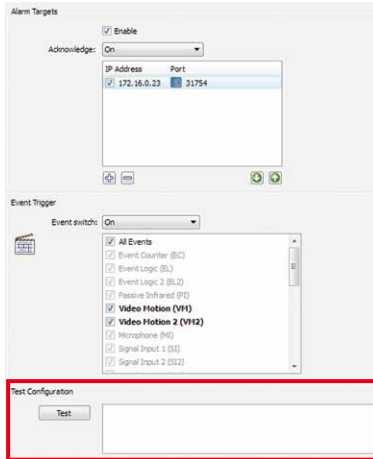 Alarm Targets
Enable
Acknowledge: On
IP Address Port
172.16.0.23 31754
Event Trigger
Event switch: On
All Events
Event Counter (EC)
Event Logic (EL)
Event Logic 2 (EL2)
Passive Infrared (PI)
Video Motion (VM)
Video Motion 2 (VM2)
Microphone (MI)
Signal Input 1 (SI)
Signal Input 2 (SI2)
Test Configuration
Test